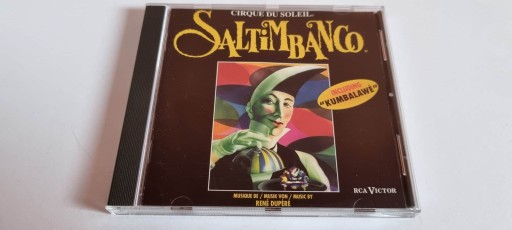 CIRQUE DU SOLEIL
SALTIMBANCO
INCLUDING
"KUMBALAWÉ"
MUSIQUE DE / MUSIK VON / MUSIC BY
RENÉ DUPÉRÉ
RCA VICTOR